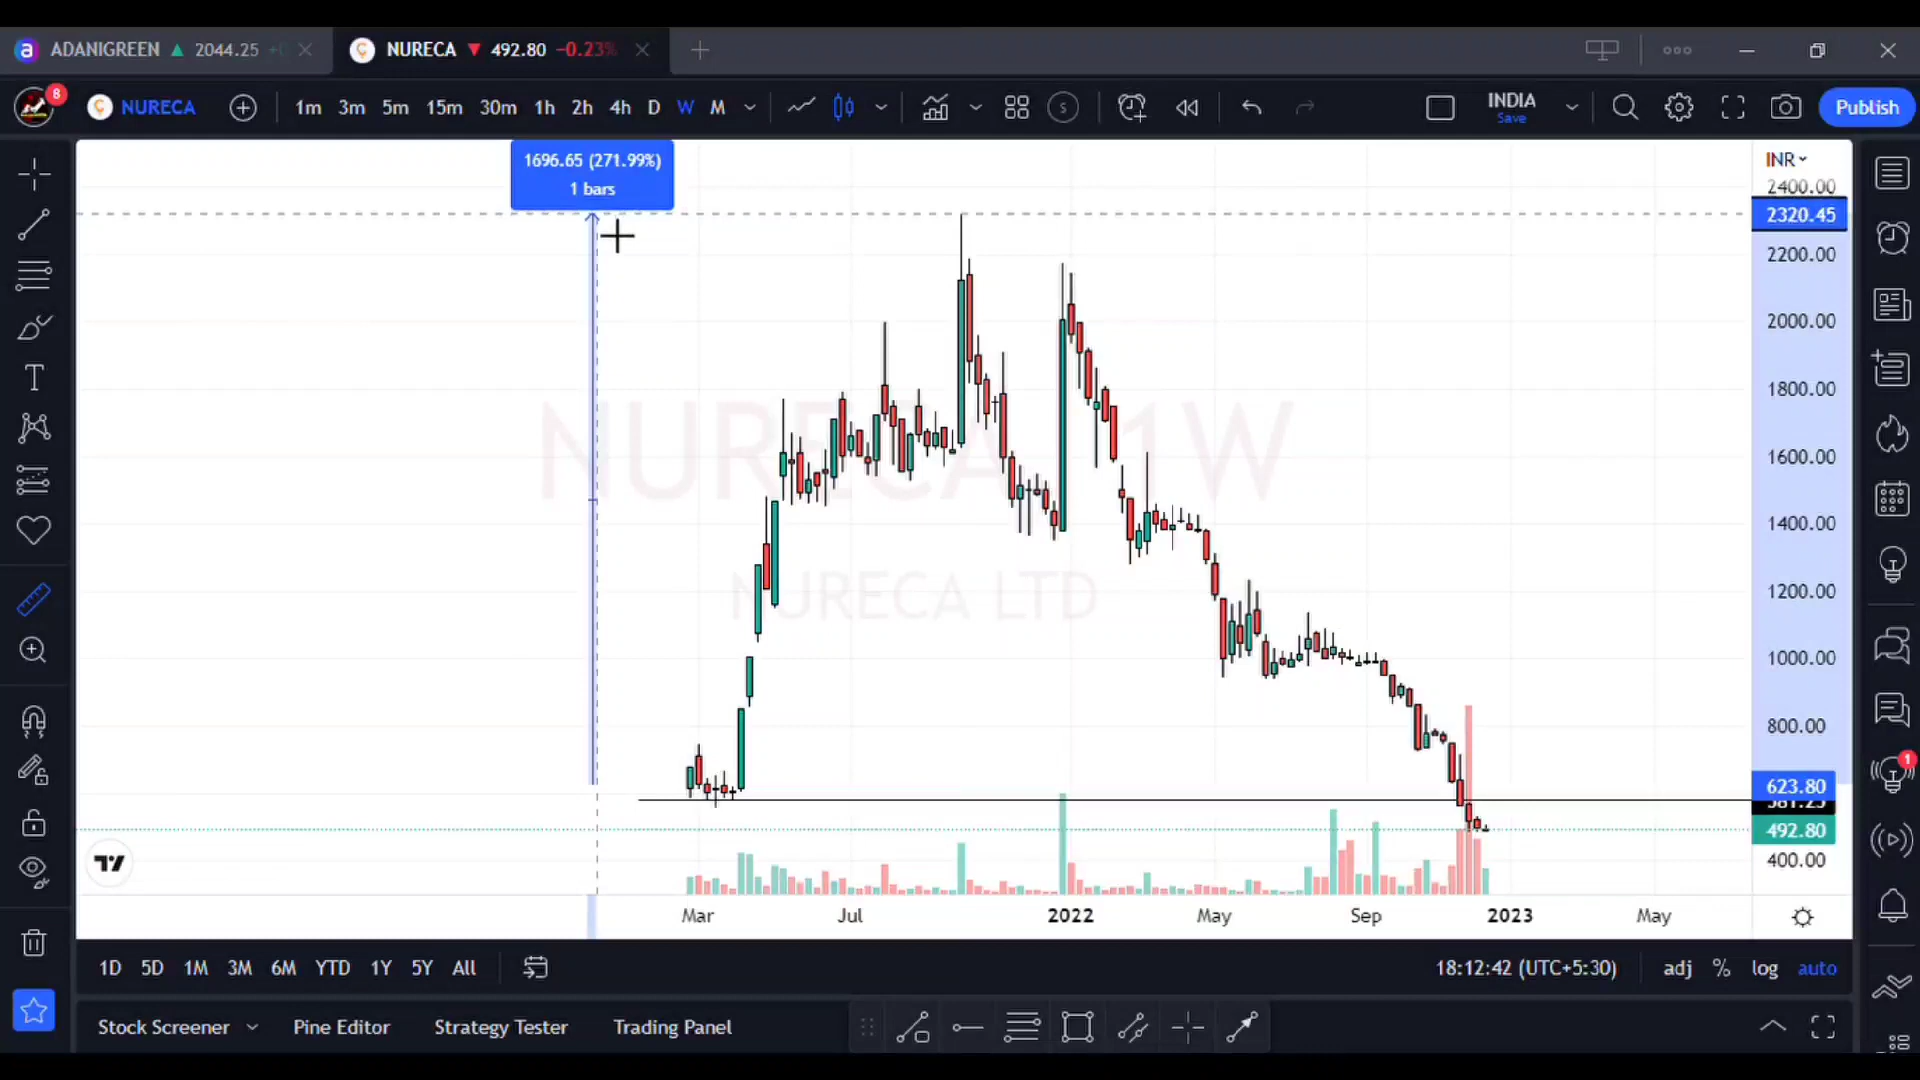 ADANIGREEN 2044.25
NURECA 492.80 −0.23%
8
NURECA 1m 3m 5m 15m 30m 1h 2h 4h D W M INDIA Publish
Save
1696.65 (271.99%)
1 bars
INR
2400.00
2320.45
2200.00
2000.00
1800.00
1600.00
1400.00
1200.00
1000.00
800.00
623.80
581.25
492.80
400.00
NURECA 1W
NURECA LTD
1
Mar Jul 2022 May Sep 2023 May
1D 5D 1M 3M 6M YTD 1Y 5Y All 18:12:42 (UTC+5:30) adj % log auto
Stock Screener Pine Editor Strategy Tester Trading Panel